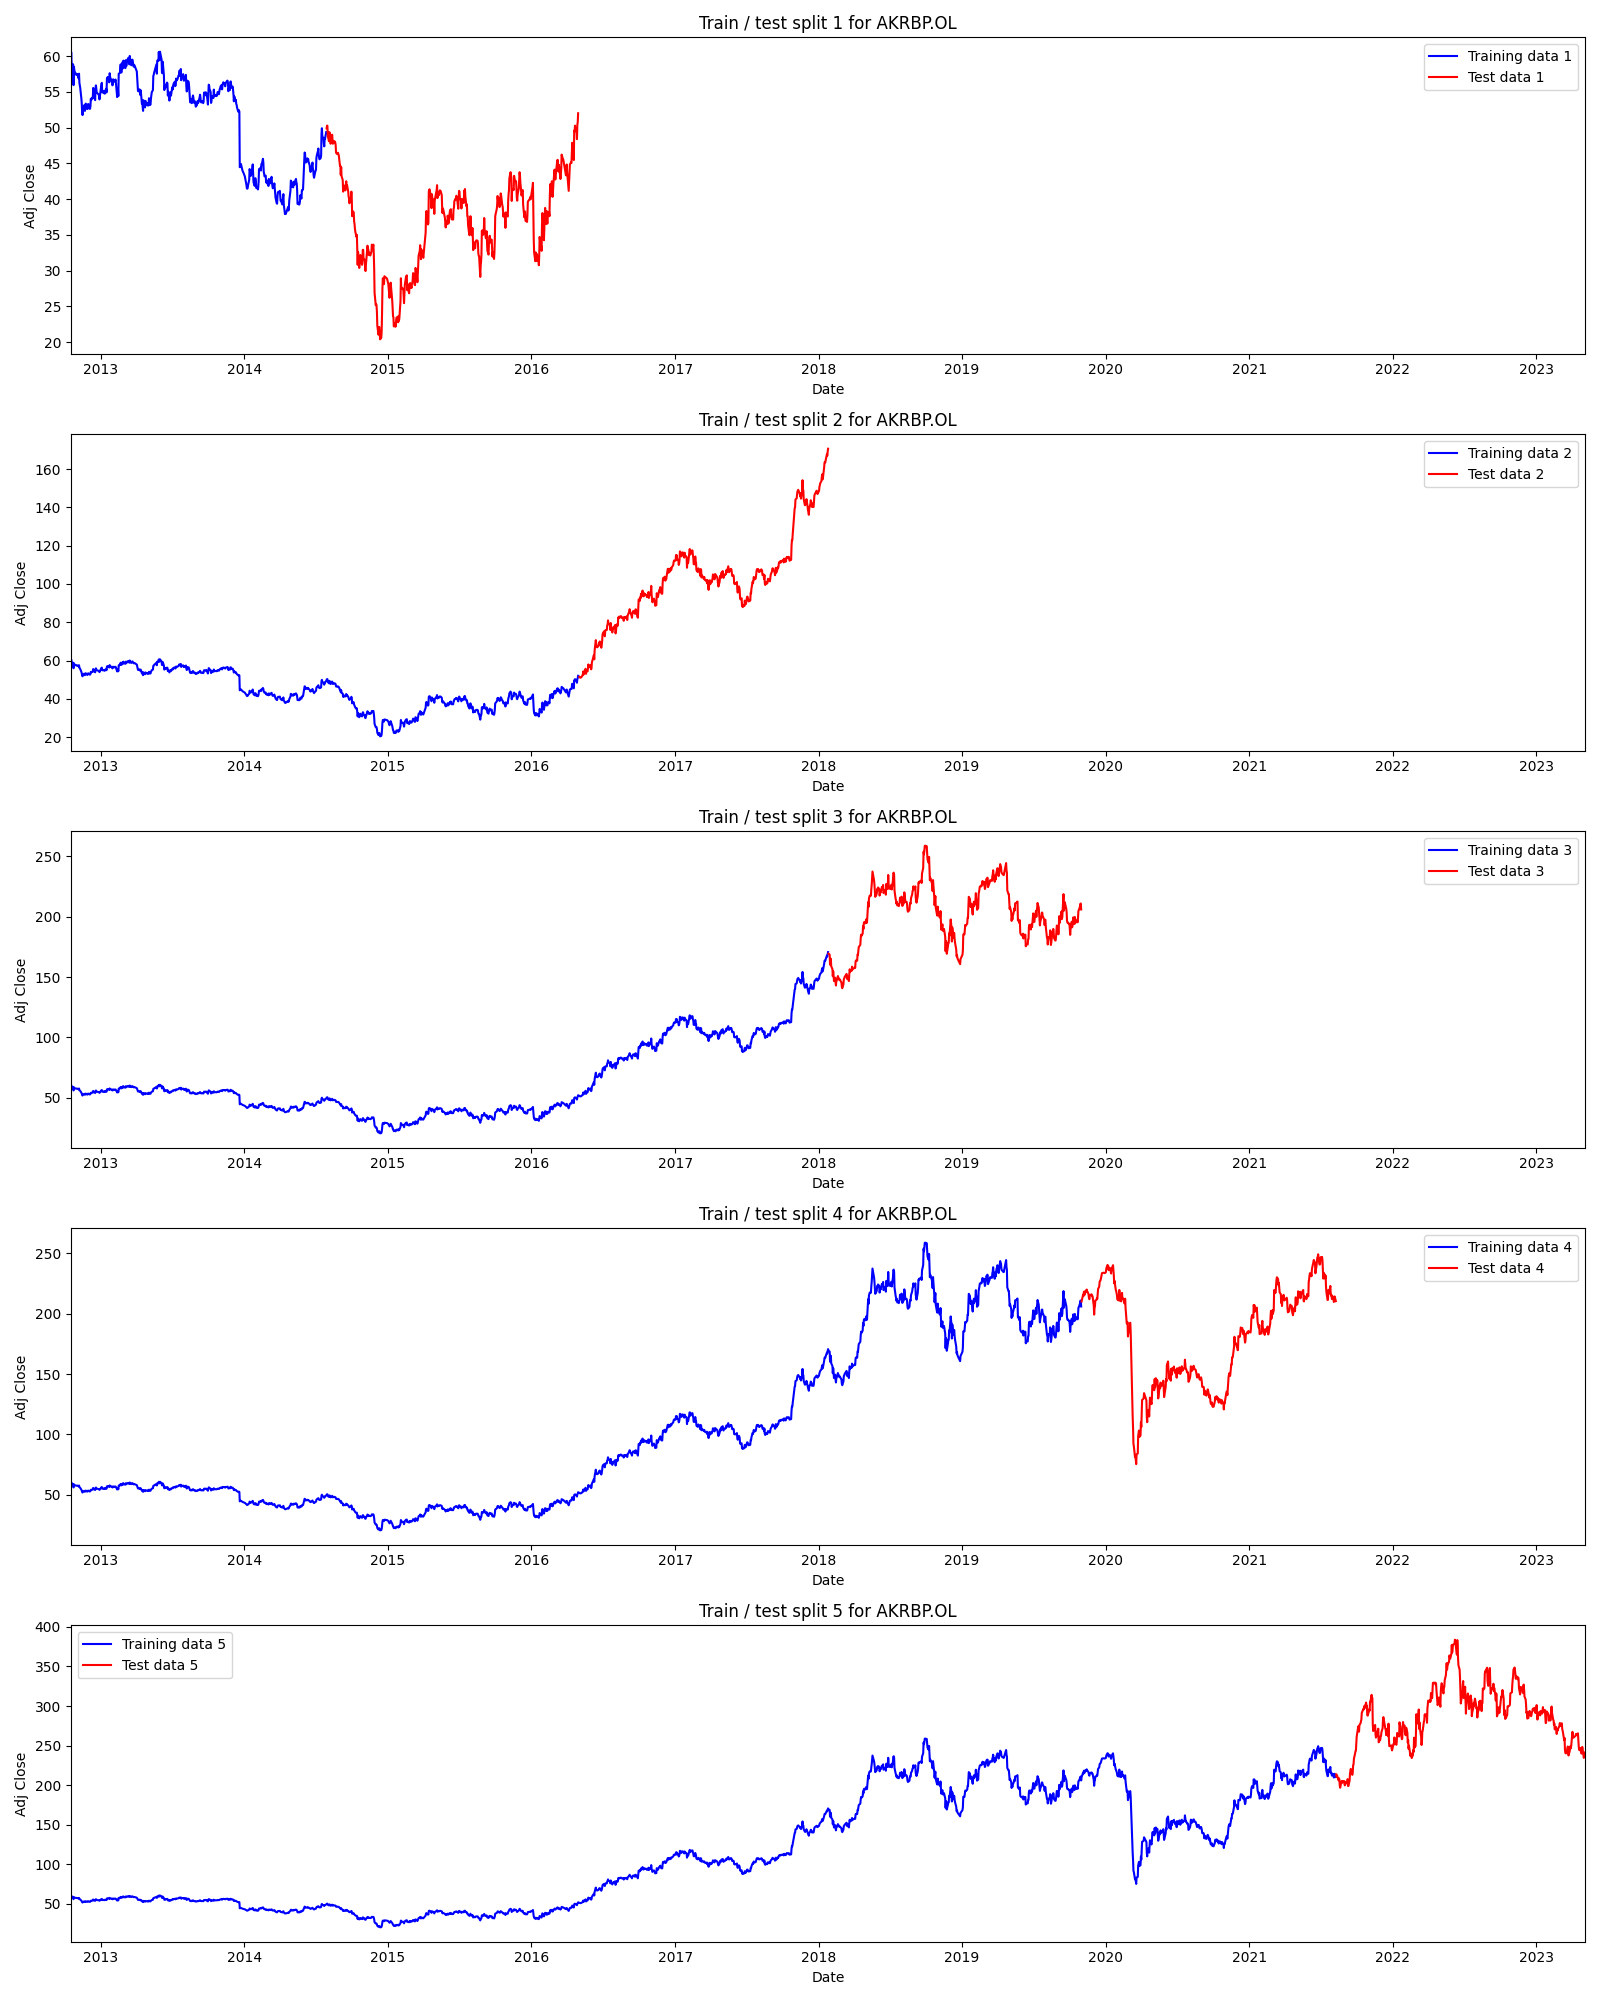 Train / test split 1 for AKRBP.OL
Training data 1
Test data 1
Adj Close
60
55
50
45
40
35
30
25
20
2013 2014 2015 2016 2017 2018 2019 2020 2021 2022 2023
Date
Train / test split 2 for AKRBP.OL
Training data 2
Test data 2
Adj Close
160
140
120
100
80
60
40
20
2013 2014 2015 2016 2017 2018 2019 2020 2021 2022 2023
Date
Train / test split 3 for AKRBP.OL
Training data 3
Test data 3
Adj Close
250
200
150
100
50
2013 2014 2015 2016 2017 2018 2019 2020 2021 2022 2023
Date
Train / test split 4 for AKRBP.OL
Training data 4
Test data 4
Adj Close
250
200
150
100
50
2013 2014 2015 2016 2017 2018 2019 2020 2021 2022 2023
Date
Train / test split 5 for AKRBP.OL
Training data 5
Test data 5
Adj Close
400
350
300
250
200
150
100
50
2013 2014 2015 2016 2017 2018 2019 2020 2021 2022 2023
Date